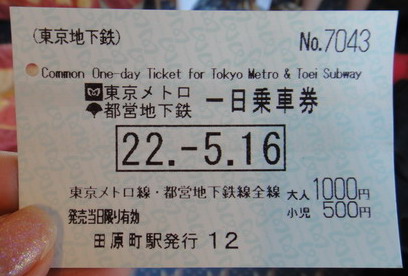 (東京地下鉄) No.7043
Common One-day Ticket for Tokyo Metro & Toei Subway
東京メトロ
都営地下鉄 一日乗車券
22.-5.16
東京メトロ線・都営地下鉄線全線 大人1000円
発売当日限り有効 小児 500円
田原町駅発行 12